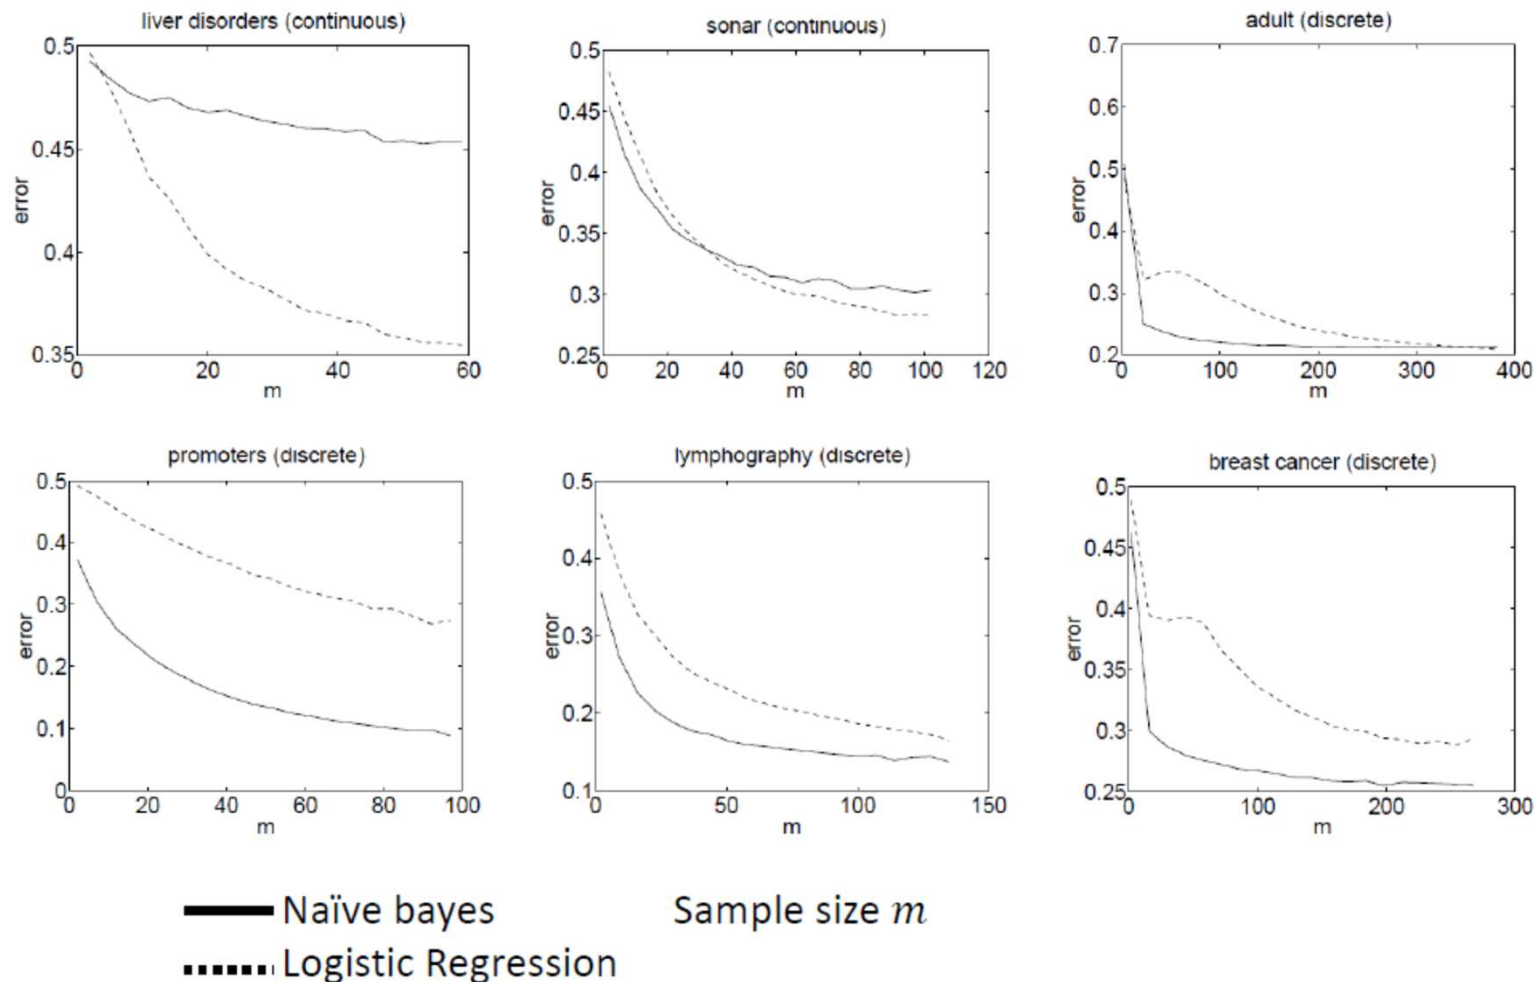 liver disorders (continuous)
0.5
0.45
0.4
0.35
error
0 20 40 60
m
sonar (continuous)
0.5
0.45
0.4
0.35
0.3
0.25
error
0 20 40 60 80 100 120
m
adult (discrete)
0.7
0.6
0.5
0.4
0.3
0.2
error
0 100 200 300 400
m
promoters (discrete)
0.5
0.4
0.3
0.2
0.1
0
error
0 20 40 60 80 100
m
lymphography (discrete)
0.5
0.4
0.3
0.2
0.1
error
0 50 100 150
m
breast cancer (discrete)
0.5
0.45
0.4
0.35
0.3
0.25
error
0 100 200 300
m
Naïve bayes Sample size m
Logistic Regression